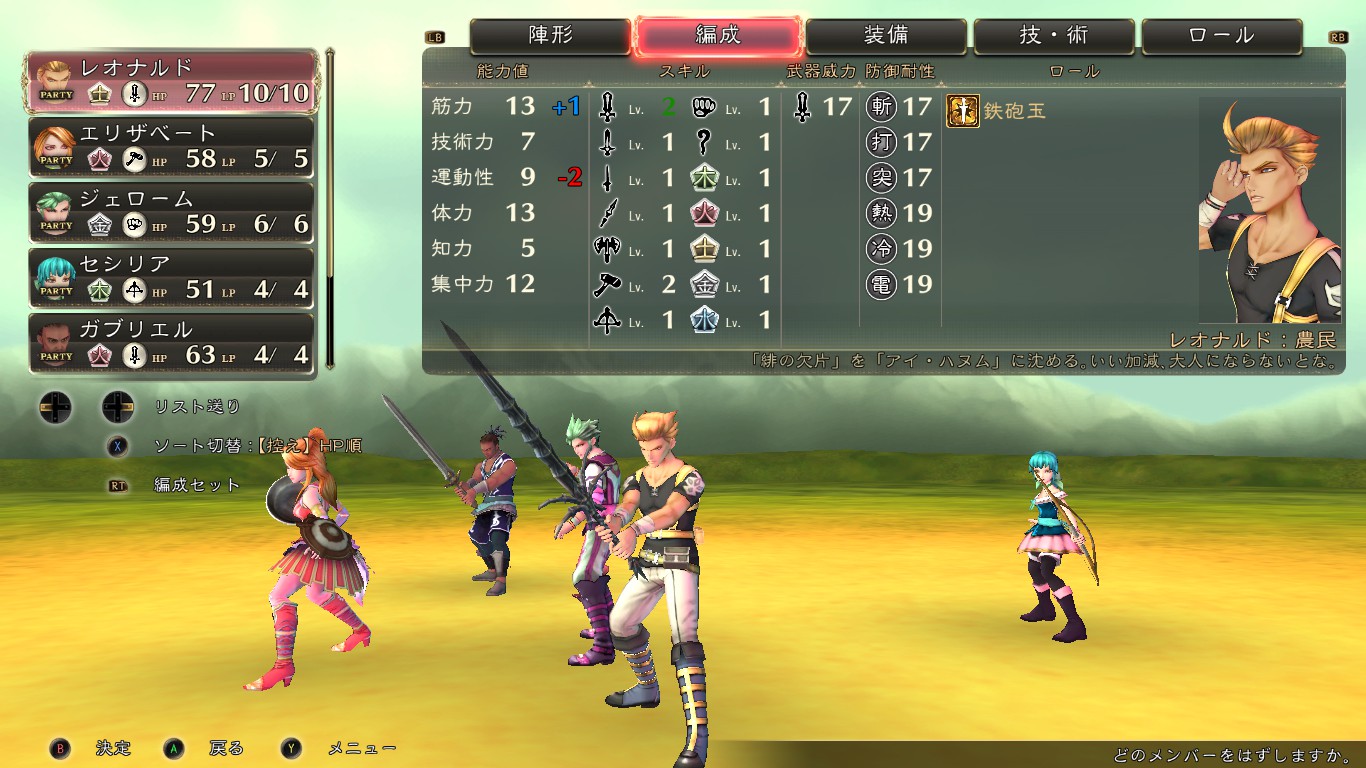 LB 陣形 編成 装備 技・術 ロール RB
レオナルド
PARTY 土 HP 77 LP 10/10
エリザベート
PARTY 火 HP 58 LP 5/ 5
ジェローム
PARTY 金 HP 59 LP 6/ 6
セシリア
PARTY 木 HP 51 LP 4/ 4
ガブリエル
PARTY 火 HP 63 LP 4/ 4
能力値 スキル 武器威力 防御耐性 ロール
筋力 13 +1 Lv. 2 Lv. 1 17 斬 17 鉄砲玉
技術力 7 Lv. 1 Lv. 1 打 17
運動性 9 -2 Lv. 1 木 Lv. 1 突 17
体力 13 Lv. 1 火 Lv. 1 熱 19
知力 5 Lv. 1 土 Lv. 1 冷 19
集中力 12 Lv. 2 金 Lv. 1 電 19
Lv. 1 水 Lv. 1
レオナルド：農民
「緋の欠片」を「アイ・ハヌム」に沈める。いい加減、大人にならないとな。
リスト送り
X ソート切替：【控え】HP順
RT 編成セット
B 決定 A 戻る Y メニュー
どのメンバーをはずしますか。